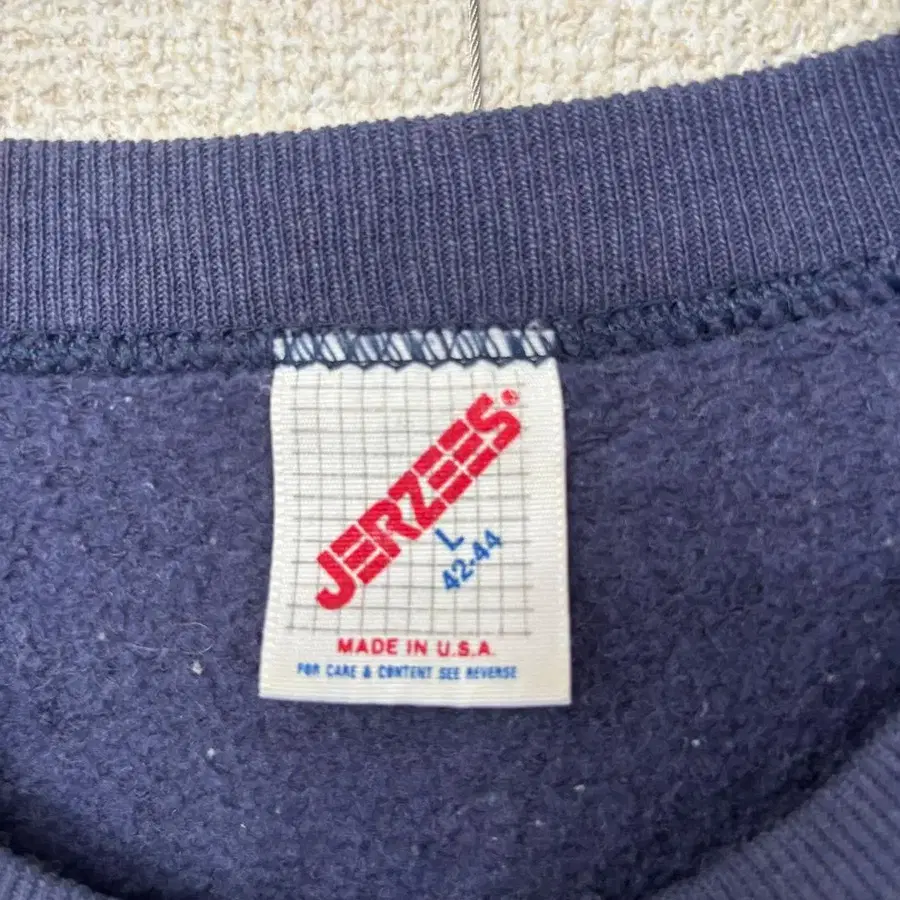 JERZEES®
L
42-44
MADE IN U.S.A.
FOR CARE & CONTENT SEE REVERSE